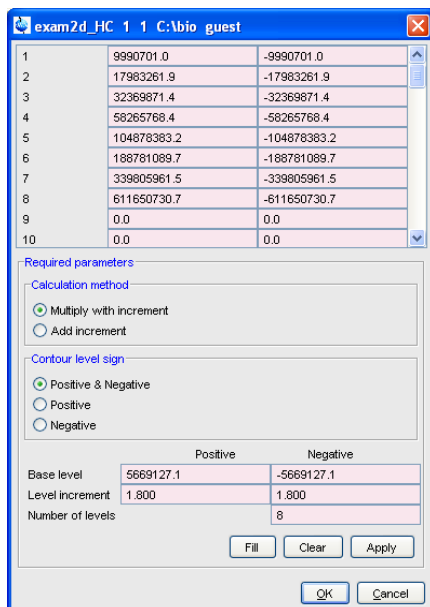 exam2d_HC 1 1 C:\bio guest
1 9990701.0 -9990701.0
2 17983261.9 -17983261.9
3 32369871.4 -32369871.4
4 58265768.4 -58265768.4
5 104878383.2 -104878383.2
6 188781089.7 -188781089.7
7 339805961.5 -339805961.5
8 611650730.7 -611650730.7
9 0.0 0.0
10 0.0 0.0
Required parameters
Calculation method
Multiply with increment
Add increment
Contour level sign
Positive & Negative
Positive
Negative
Positive Negative
Base level 5669127.1 -5669127.1
Level increment 1.800 1.800
Number of levels 8
Fill Clear Apply
OK Cancel